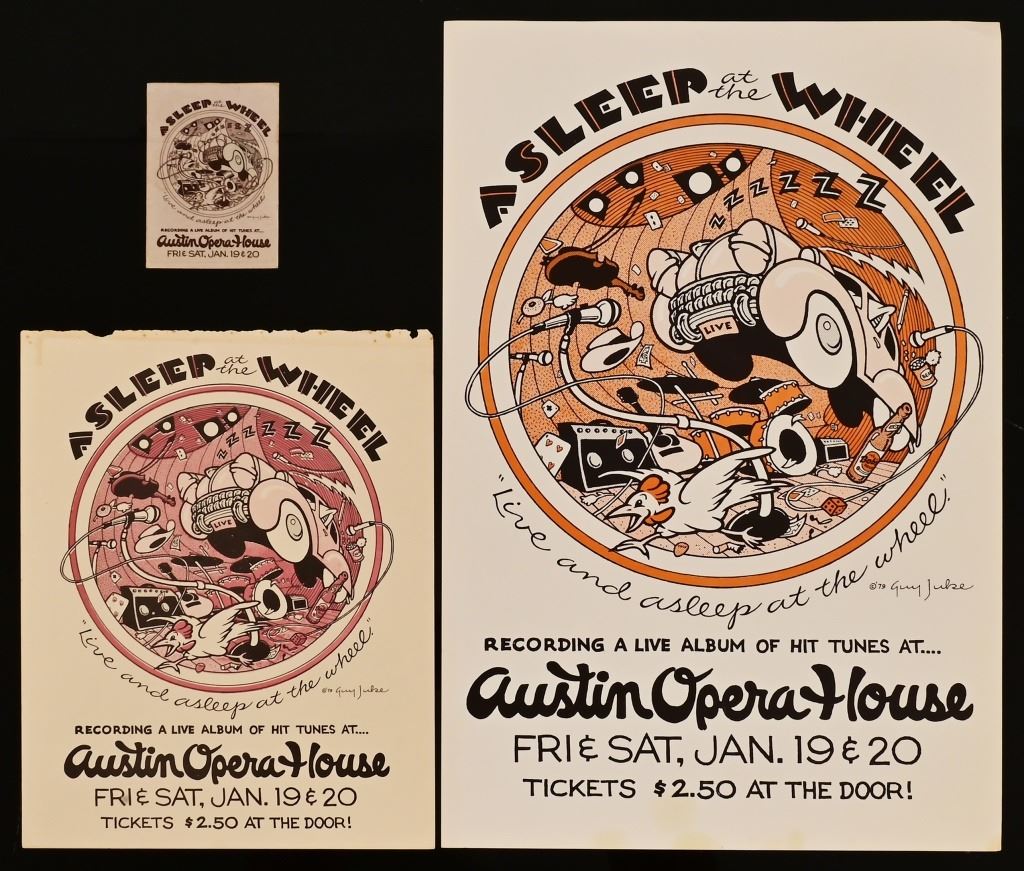 ASLEEP at the WHEEL
"Live and asleep at the wheel."
RECORDING A LIVE ALBUM OF HIT TUNES AT....
Austin Opera House
FRI & SAT, JAN. 19 & 20
ASLEEP at the WHEEL
ZZZZZZ
LIVE
"Live and asleep at the wheel."
©'79 Guy Juke
RECORDING A LIVE ALBUM OF HIT TUNES AT....
Austin Opera House
FRI & SAT, JAN. 19 & 20
TICKETS $2.50 AT THE DOOR!
ASLEEP at the WHEEL
ZZZZZZ
LIVE
"Live and asleep at the wheel."
©'79 Guy Juke
RECORDING A LIVE ALBUM OF HIT TUNES AT....
Austin Opera House
FRI & SAT, JAN. 19 & 20
TICKETS $2.50 AT THE DOOR!